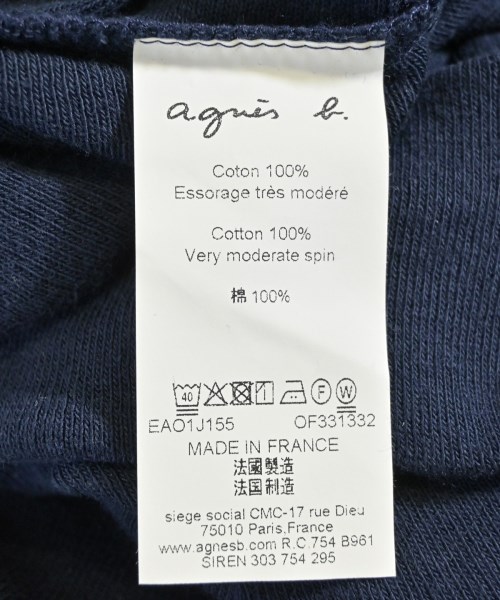 agnès b.
Coton 100%
Essorage très modéré
Cotton 100%
Very moderate spin
棉 100%
40 F W
EAO1J155 OF331332
MADE IN FRANCE
法國製造
法国制造
siege social CMC-17 rue Dieu
75010 Paris,France
www.agnesb.com R.C.754 B961
SIREN 303 754 295